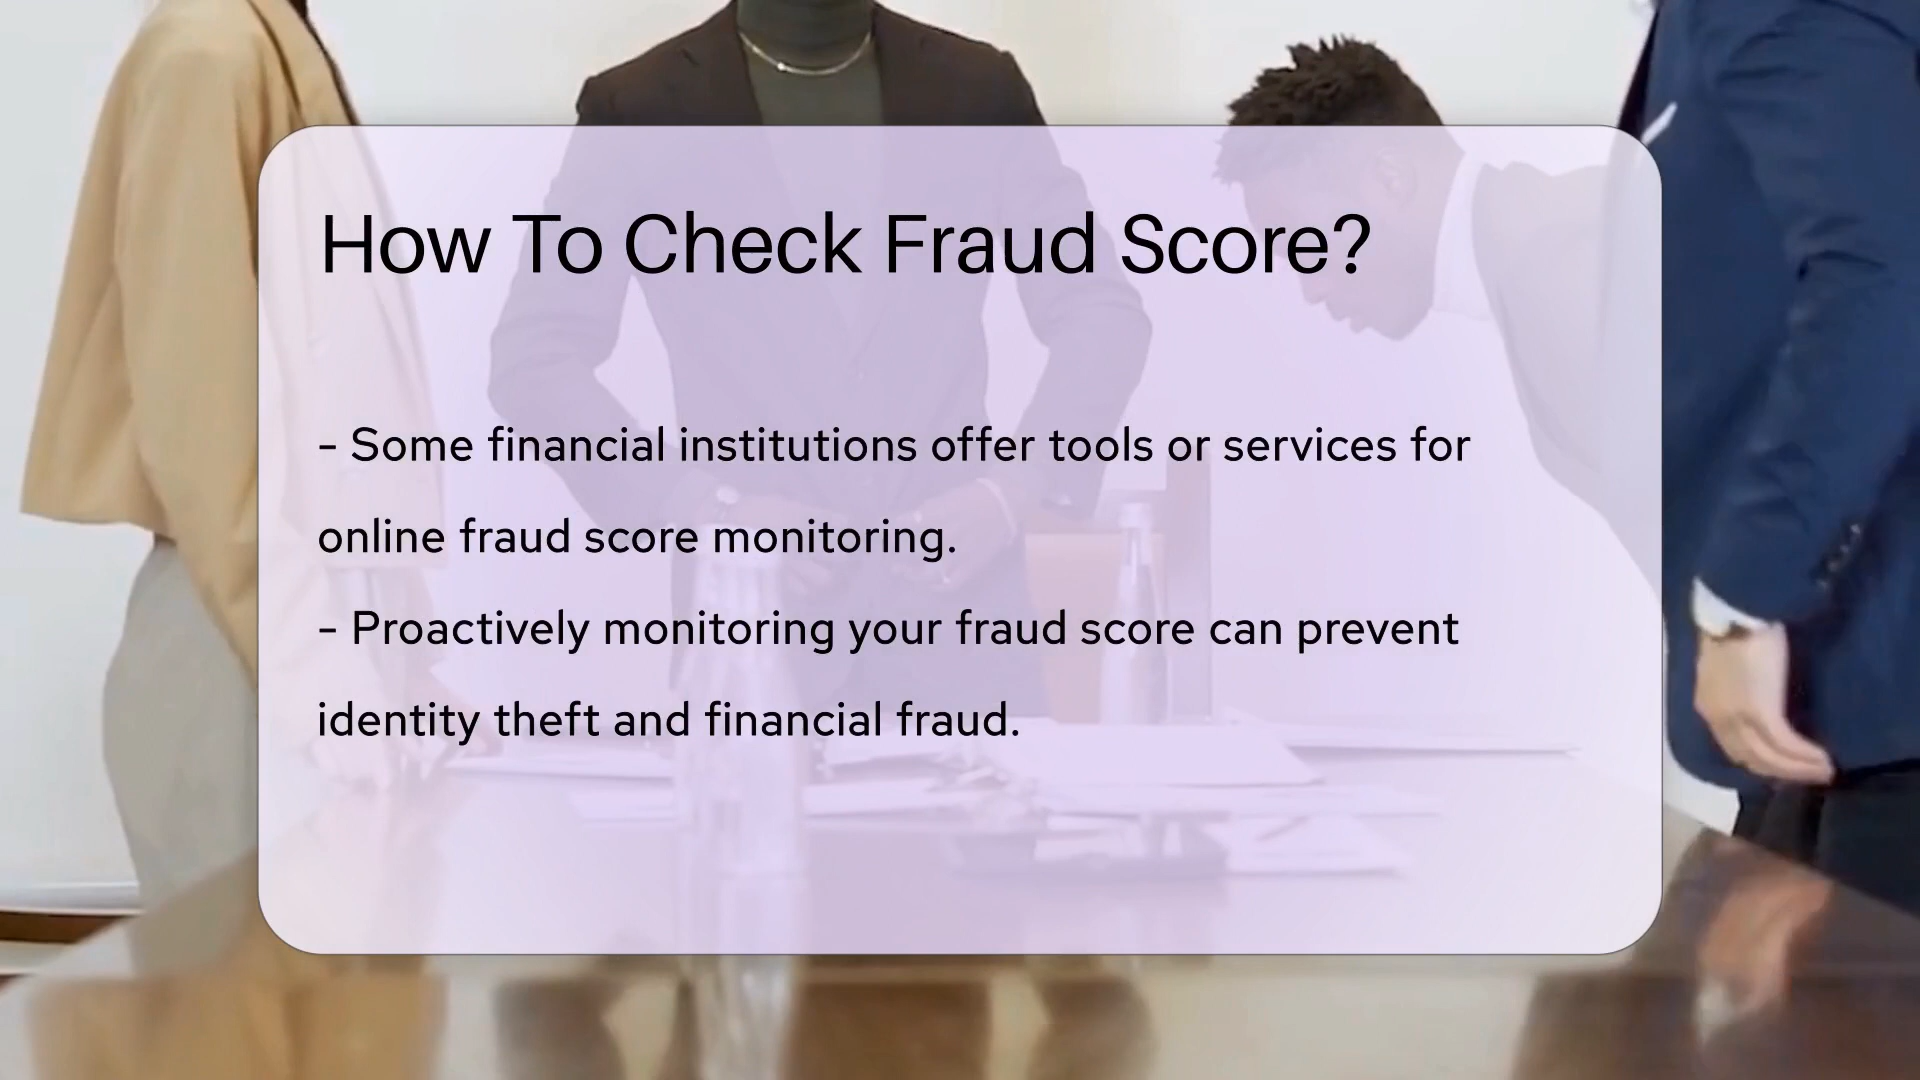 How To Check Fraud Score?
- Some financial institutions offer tools or services for
online fraud score monitoring.
- Proactively monitoring your fraud score can prevent
identity theft and financial fraud.